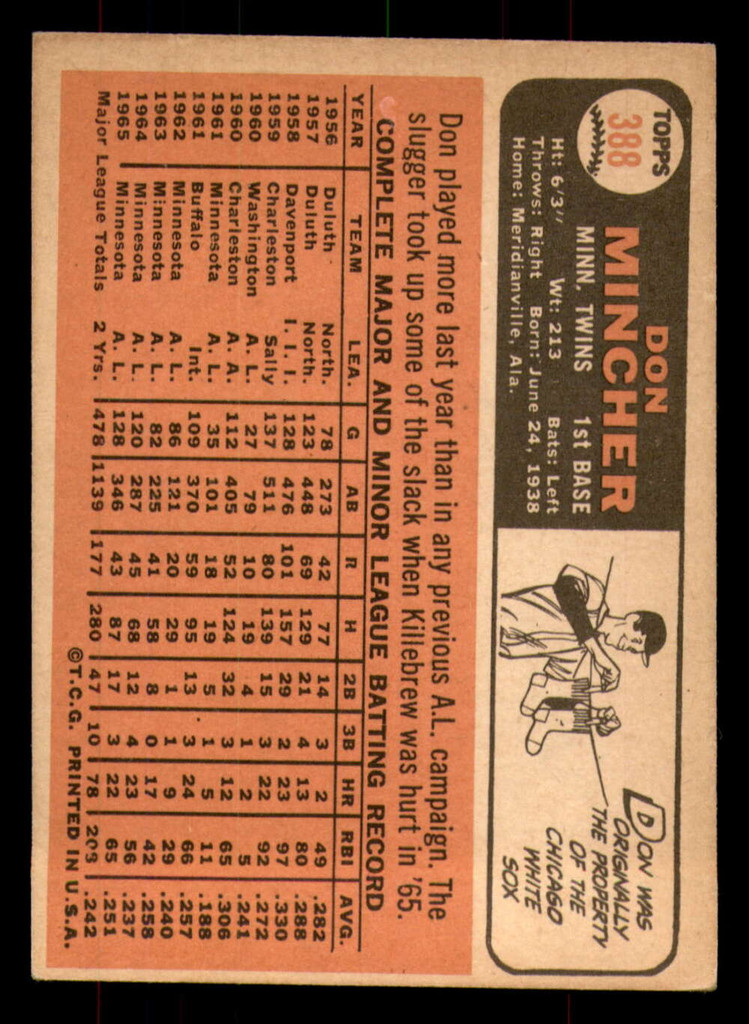 TOPPS
388
DON
MINCHER
MINN. TWINS 1st BASE
Ht: 6'3" Wt: 213 Bats: Left
Throws: Right Born: June 24, 1938
Home: Meridianville, Ala.
DON WAS
ORIGINALLY
THE PROPERTY
OF THE
CHICAGO
WHITE
SOX
Don played more last year than in any previous A.L. campaign. The
slugger took up some of the slack when Killebrew was hurt in '65.
COMPLETE MAJOR AND MINOR LEAGUE BATTING RECORD
YEAR TEAM LEA. G AB R H 2B 3B HR RBI AVG.
1956 Duluth North. 78 273 42 77 14 3 2 49 .282
1957 Duluth North. 123 448 69 129 21 4 13 80 .288
1958 Davenport I. I. I. 128 476 101 157 29 2 23 97 .330
1959 Charleston Sally 137 511 80 139 15 3 22 92 .272
1960 Washington A. L. 27 79 10 19 4 1 2 5 .241
1960 Charleston A. A. 112 405 52 124 32 3 12 65 .306
1961 Minnesota A. L. 35 101 18 19 5 1 5 11 .188
1961 Buffalo Int. 109 370 59 95 13 3 24 66 .257
1962 Minnesota A. L. 86 121 20 29 1 1 9 29 .240
1963 Minnesota A. L. 82 225 41 58 8 0 17 42 .258
1964 Minnesota A. L. 120 287 45 68 12 4 23 56 .237
1965 Minnesota A. L. 128 346 43 87 17 3 22 65 .251
Major League Totals 2 Yrs. 478 1139 177 280 47 10 78 203 .242
©T.C.G. PRINTED IN U.S.A.